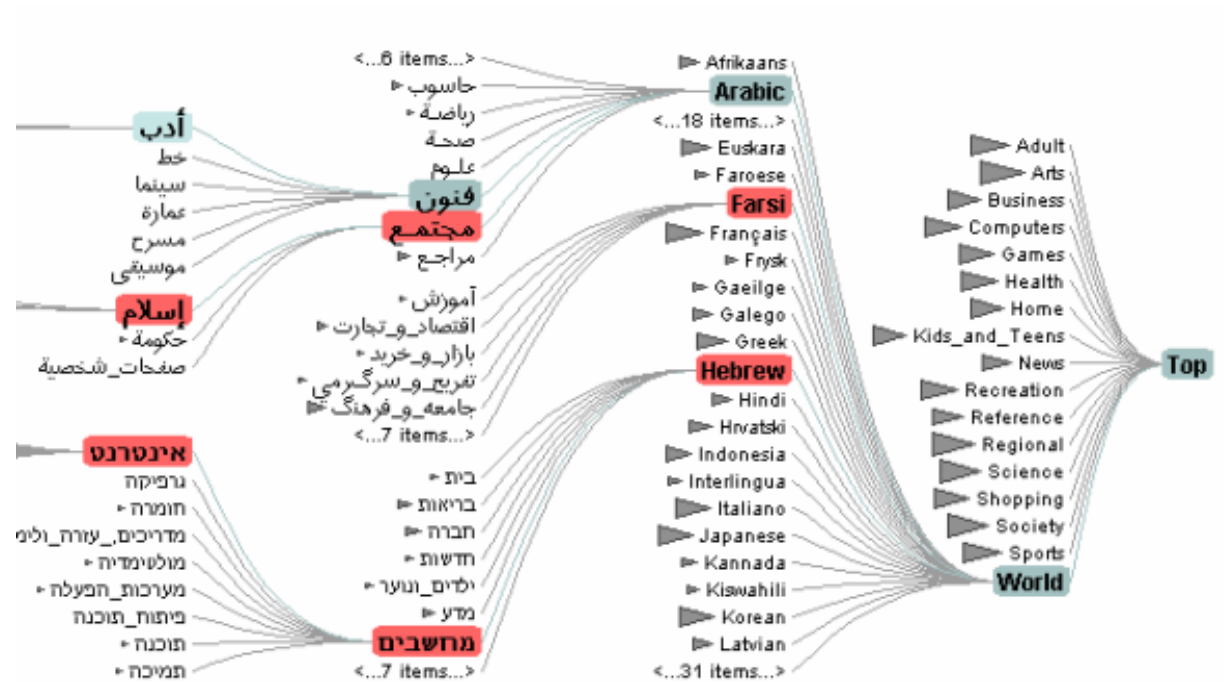 Top
Adult
Arts
Business
Computers
Games
Health
Home
Kids_and_Teens
News
Recreation
Reference
Regional
Science
Shopping
Society
Sports
World
Afrikaans
Arabic
<...18 items...>
Euskara
Faroese
Farsi
Français
Frysk
Gaeilge
Galego
Greek
Hebrew
Hindi
Hrvatski
Indonesia
Interlingua
Italiano
Japanese
Kannada
Kiswahili
Korean
Latvian
<...31 items...>
<...6 items...>
حاسوب
رياضة
صحة
علوم
فنون
مجتمع
مراجع
آموزش
اقتصاد_و_تجارت
بازار_و_خريد
تفريح_و_سرگرمي
جامعه_و_فرهنگ
<...7 items...>
בית
בריאות
חברה
חדשות
ילדים_ונוער
מדע
מחשבים
<...7 items...>
أدب
خط
سينما
عمارة
مسرح
موسيقى
إسلام
حكومة
صفحات_شخصية
אינטרנט
גרפיקה
חומרה
מדריכים,_עזרה_ולימ
מולטימדיה
מערכות_הפעלה
פיתוח_תוכנה
תוכנה
תמיכה